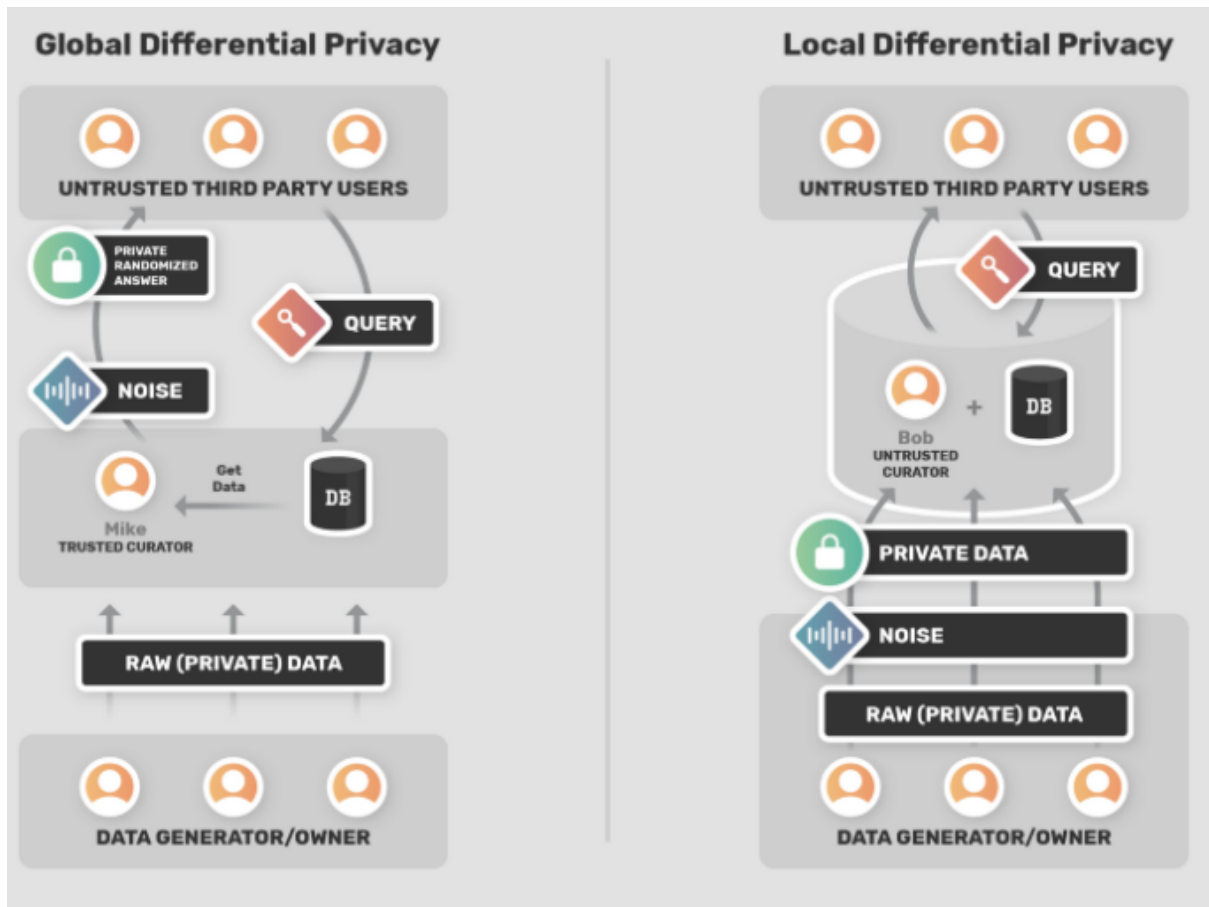 Global Differential Privacy
UNTRUSTED THIRD PARTY USERS
PRIVATE
RANDOMIZED
ANSWER
QUERY
NOISE
Get
Data
DB
Mike
TRUSTED CURATOR
RAW (PRIVATE) DATA
DATA GENERATOR/OWNER
Local Differential Privacy
UNTRUSTED THIRD PARTY USERS
QUERY
DB
+
Bob
UNTRUSTED
CURATOR
PRIVATE DATA
NOISE
RAW (PRIVATE) DATA
DATA GENERATOR/OWNER